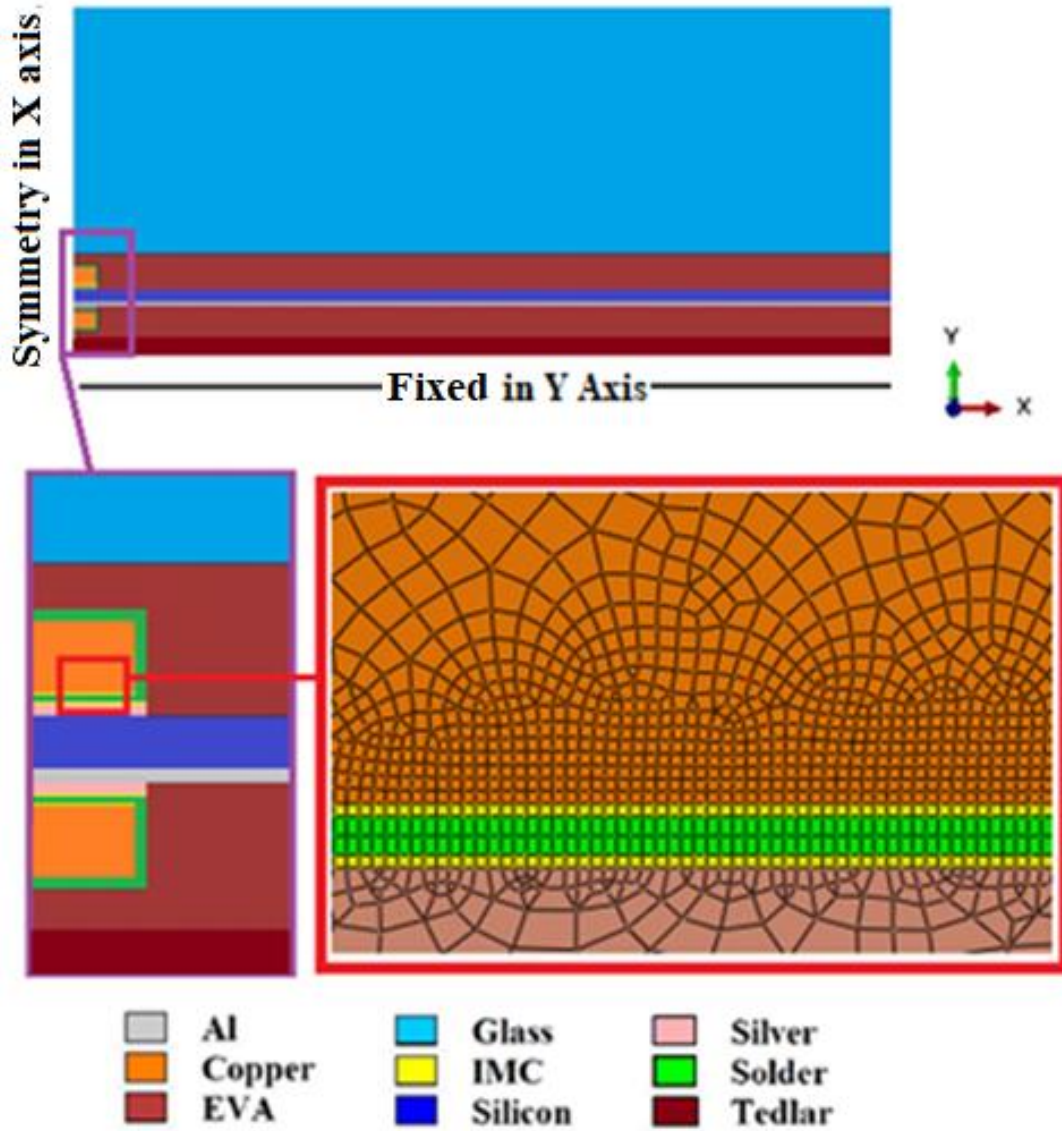 Symmetry in X axis
Fixed in Y Axis
Y
X
Al
Glass
Silver
Copper
IMC
Solder
EVA
Silicon
Tedlar